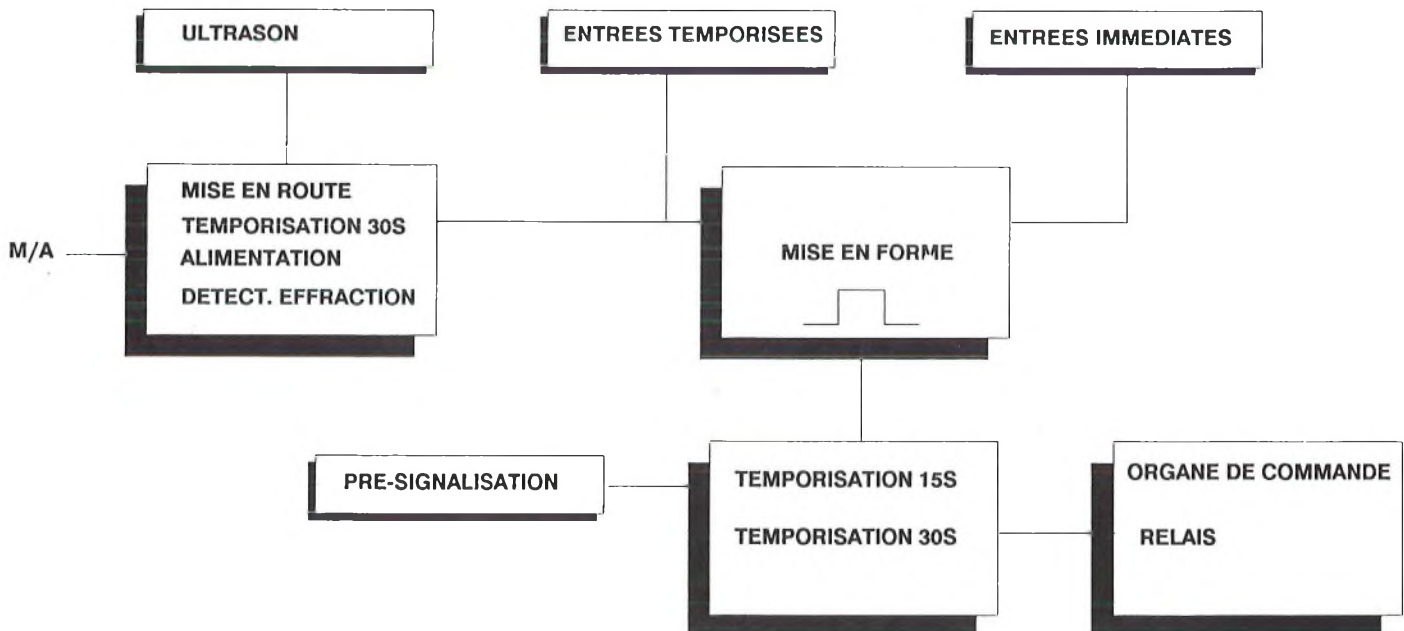 ULTRASON
ENTREES TEMPORISEES
ENTREES IMMEDIATES
M/A
MISE EN ROUTE
TEMPORISATION 30S
ALIMENTATION
DETECT. EFFRACTION
MISE EN FORME
PRE-SIGNALISATION
TEMPORISATION 15S
TEMPORISATION 30S
ORGANE DE COMMANDE
RELAIS